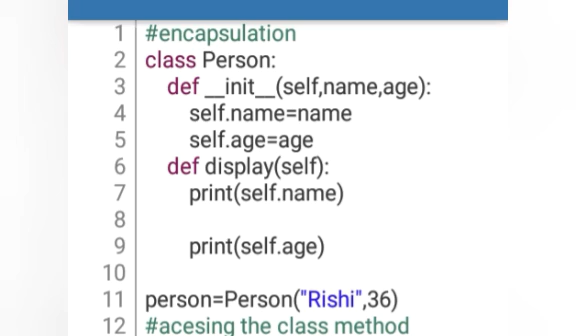 1 #encapsulation
2 class Person:
3 def __init__(self,name,age):
4 self.name=name
5 self.age=age
6 def display(self):
7 print(self.name)
8
9 print(self.age)
10
11 person=Person("Rishi",36)
12 #acesing the class method